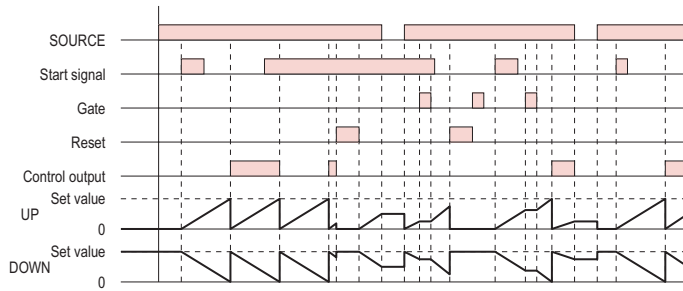 SOURCE
Start signal
Gate
Reset
Control output
Set value
UP
0
Set value
DOWN
0